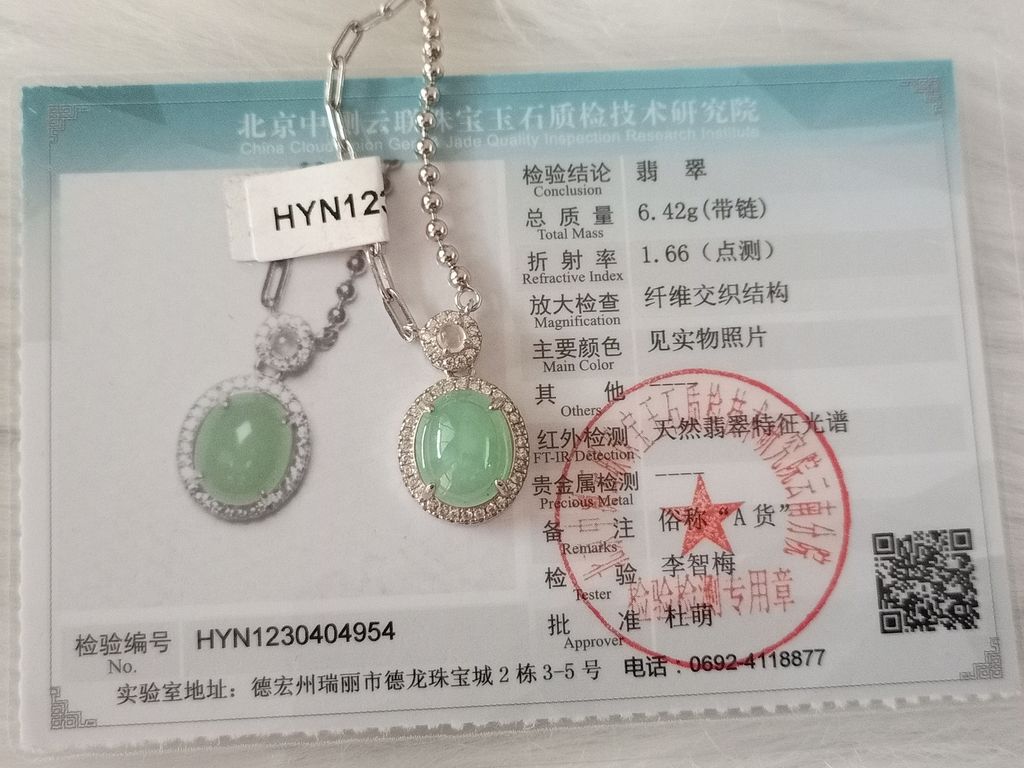 北京中测云联珠宝玉石质检技术研究院
China Cloud Union Gem & Jade Quality Inspection Research Institute
HYN123
检验结论 翡 翠
Conclusion
总 质 量 6.42g(带链)
Total Mass
折 射 率 1.66（点测）
Refractive Index
放大检查 纤维交织结构
Magnification
主要颜色 见实物照片
Main Color
其 他 ----
Others
红外检测 天然翡翠特征光谱
FT-IR Detection
贵金属检测 ----
Precious Metal
备 注 俗称“A货”
Remarks
检 验 李智梅
Tester
批 准 杜萌
Approver
检验检测专用章
检验编号 HYN1230404954
No.
实验室地址：德宏州瑞丽市德龙珠宝城2栋3-5号 电话：0692-4118877